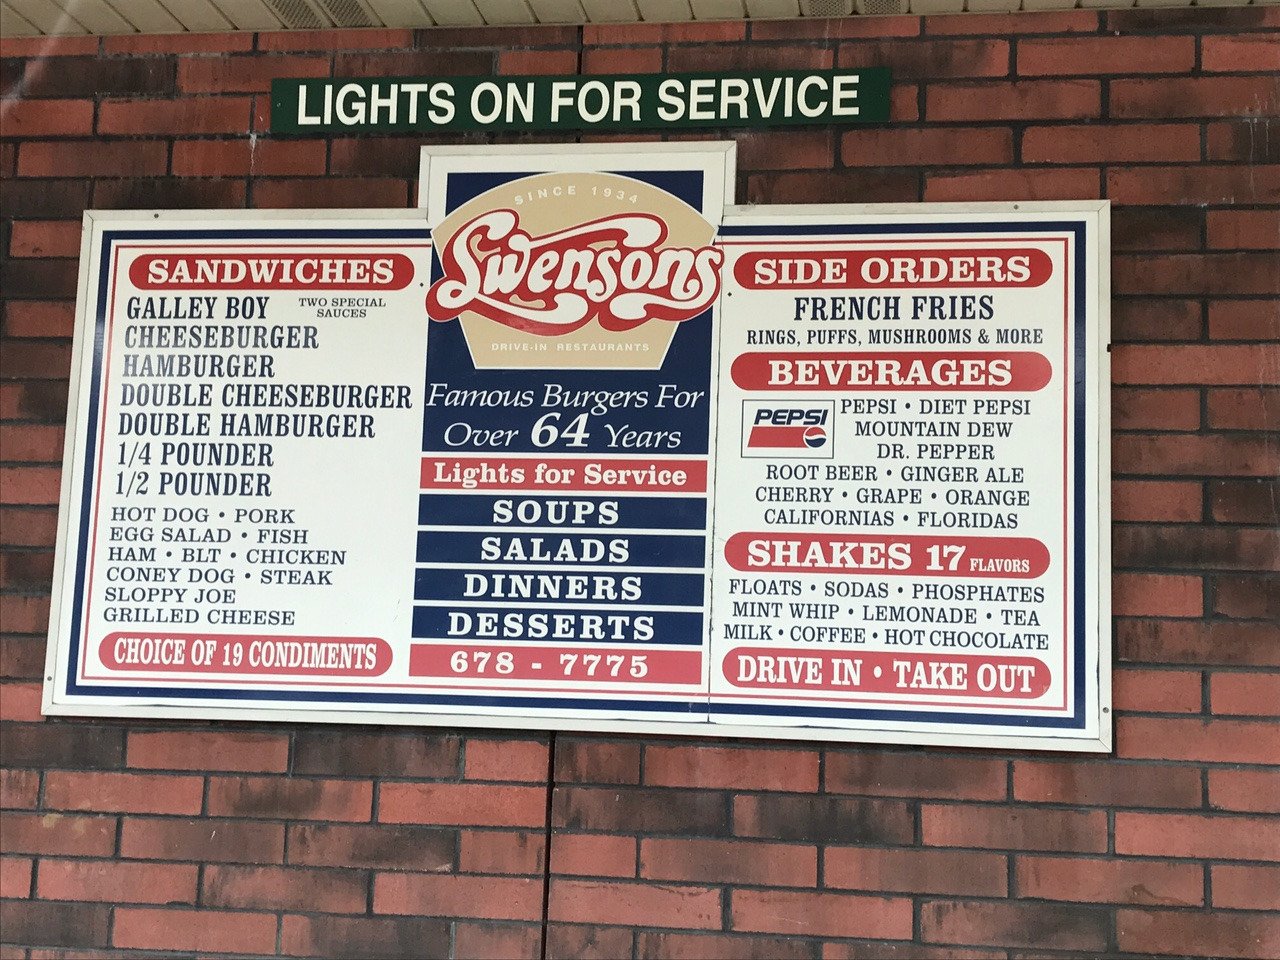 LIGHTS ON FOR SERVICE
SINCE 1934
Swensons
DRIVE-IN RESTAURANTS
Famous Burgers For
Over 64 Years
Lights for Service
SOUPS
SALADS
DINNERS
DESSERTS
678 - 7775
SANDWICHES
GALLEY BOY TWO SPECIAL
SAUCES
CHEESEBURGER
HAMBURGER
DOUBLE CHEESEBURGER
DOUBLE HAMBURGER
1/4 POUNDER
1/2 POUNDER
HOT DOG • PORK
EGG SALAD • FISH
HAM • BLT • CHICKEN
CONEY DOG • STEAK
SLOPPY JOE
GRILLED CHEESE
CHOICE OF 19 CONDIMENTS
SIDE ORDERS
FRENCH FRIES
RINGS, PUFFS, MUSHROOMS & MORE
BEVERAGES
PEPSI
PEPSI • DIET PEPSI
MOUNTAIN DEW
DR. PEPPER
ROOT BEER • GINGER ALE
CHERRY • GRAPE • ORANGE
CALIFORNIAS • FLORIDAS
SHAKES 17 FLAVORS
FLOATS • SODAS • PHOSPHATES
MINT WHIP • LEMONADE • TEA
MILK • COFFEE • HOT CHOCOLATE
DRIVE IN • TAKE OUT